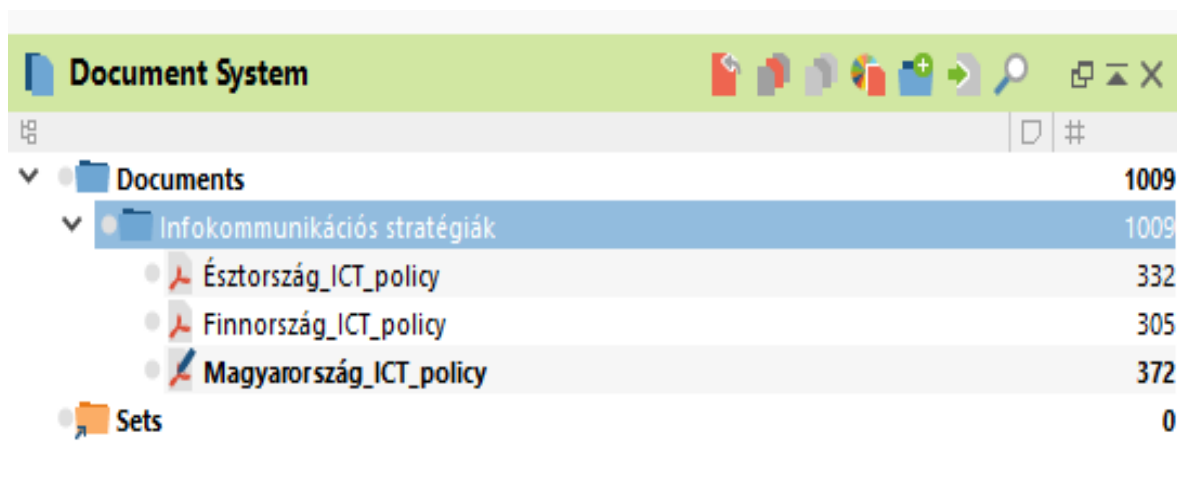 Document System
#
Documents 1009
Infokommunikációs stratégiák 1009
Észtország_ICT_policy 332
Finnország_ICT_policy 305
Magyarország_ICT_policy 372
Sets 0